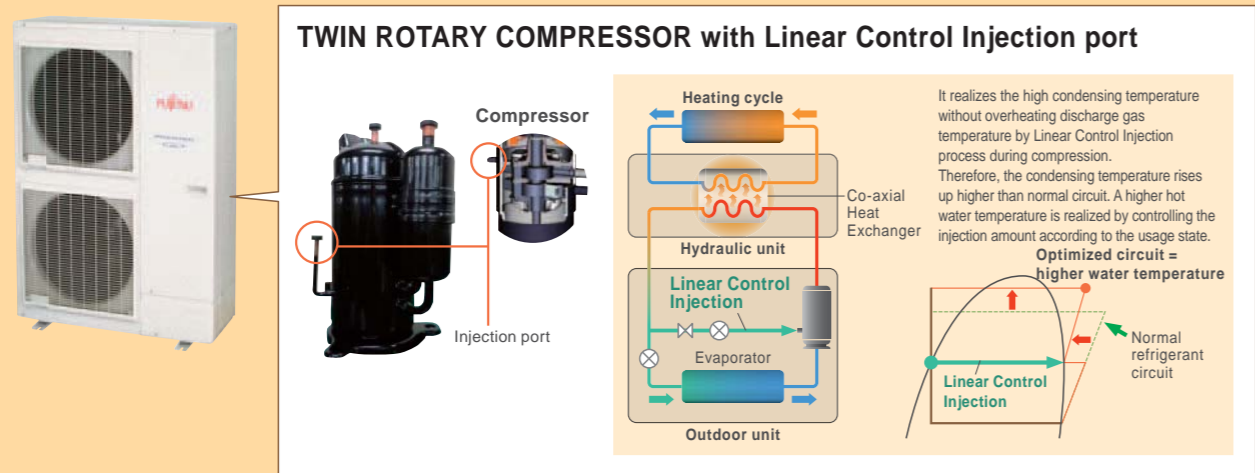 TWIN ROTARY COMPRESSOR with Linear Control Injection port
FUJITSU
Compressor
Injection port
Heating cycle
Co-axial
Heat
Exchanger
Hydraulic unit
Linear Control
Injection
Evaporator
Outdoor unit
It realizes the high condensing temperature
without overheating discharge gas
temperature by Linear Control Injection
process during compression.
Therefore, the condensing temperature rises
up higher than normal circuit. A higher hot
water temperature is realized by controlling the
injection amount according to the usage state.
Optimized circuit =
higher water temperature
Normal
refrigerant
circuit
Linear Control
Injection